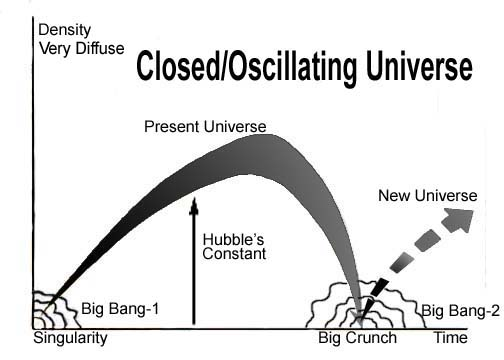 Density
Very Diffuse
Closed/Oscillating Universe
Present Universe
New Universe
Hubble's
Constant
Big Bang-1
Big Bang-2
Singularity
Big Crunch
Time